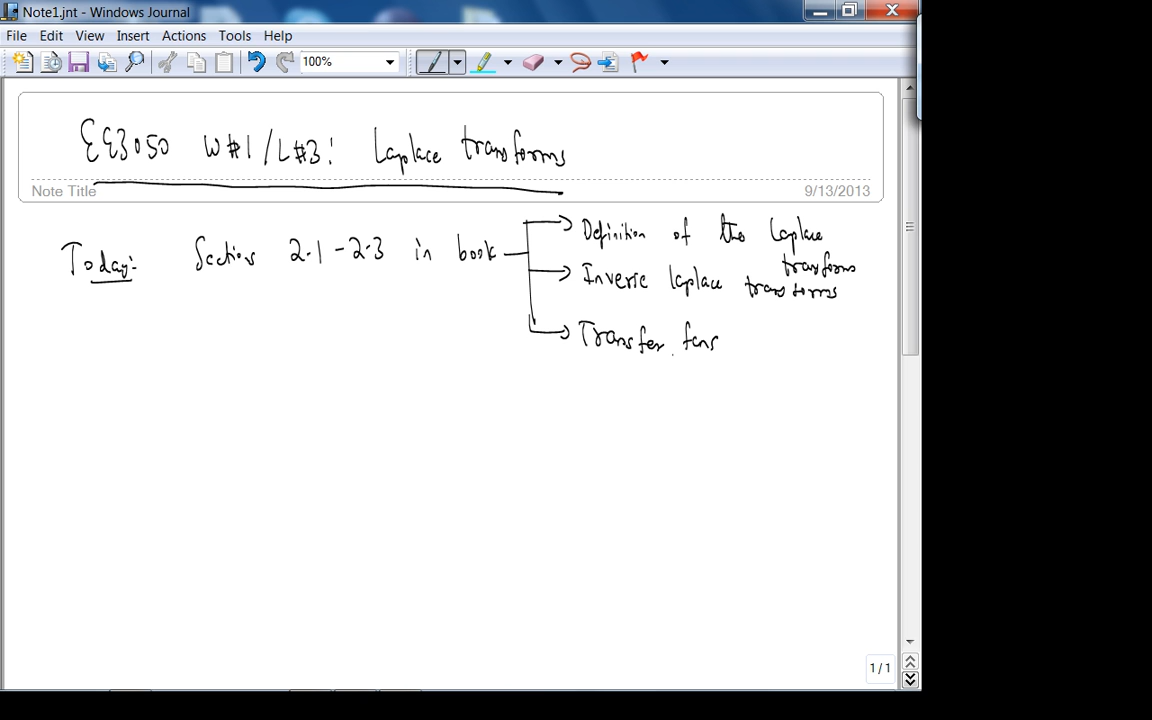 Note1.jnt - Windows Journal
File Edit View Insert Actions Tools Help
100%
EE3050 W#1/L#3: Laplace transforms
Note Title 9/13/2013
Today: Sections 2.1-2.3 in book
Definition of the Laplace transforms
Inverse laplace transforms
Transfer fcns
1/1